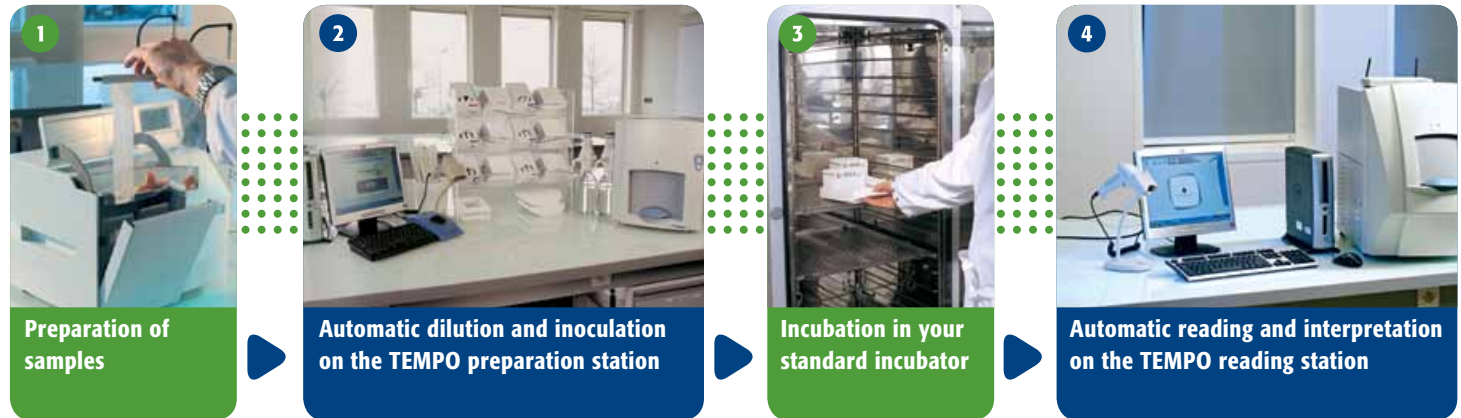 1
Preparation of
samples
2
Automatic dilution and inoculation
on the TEMPO preparation station
3
Incubation in your
standard incubator
4
Automatic reading and interpretation
on the TEMPO reading station